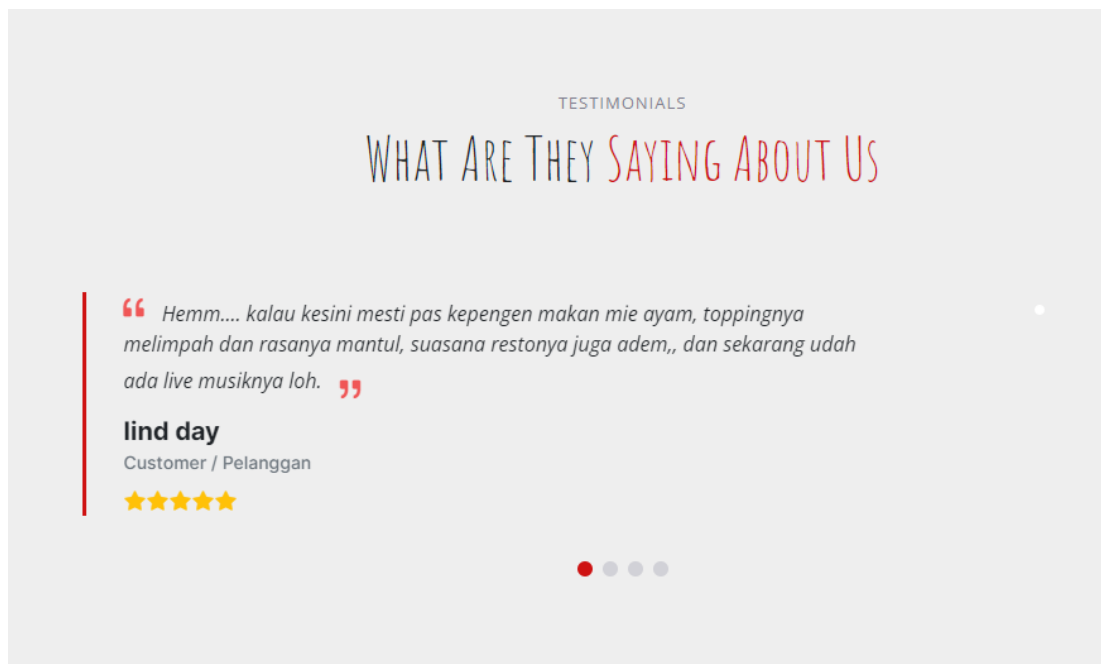 TESTIMONIALS
What Are They Saying About Us
“ Hemm.... kalau kesini mesti pas kepengen makan mie ayam, toppingnya
melimpah dan rasanya mantul, suasana restonya juga adem,, dan sekarang udah
ada live musiknya loh. ”
lind day
Customer / Pelanggan